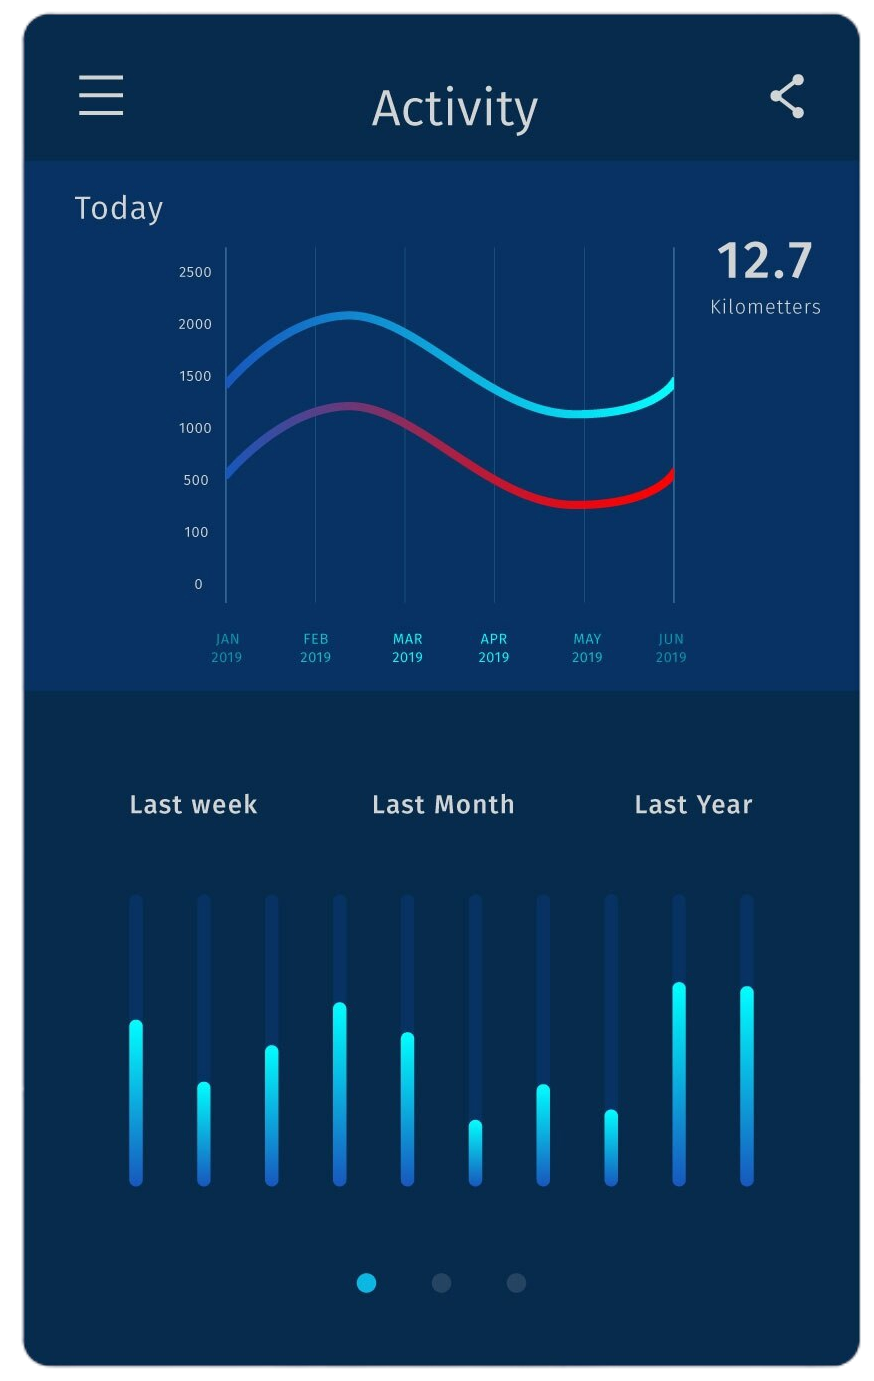 Activity
Today
12.7
Kilometters
2500
2000
1500
1000
500
100
0
JAN FEB MAR APR MAY JUN
2019 2019 2019 2019 2019 2019
Last week Last Month Last Year